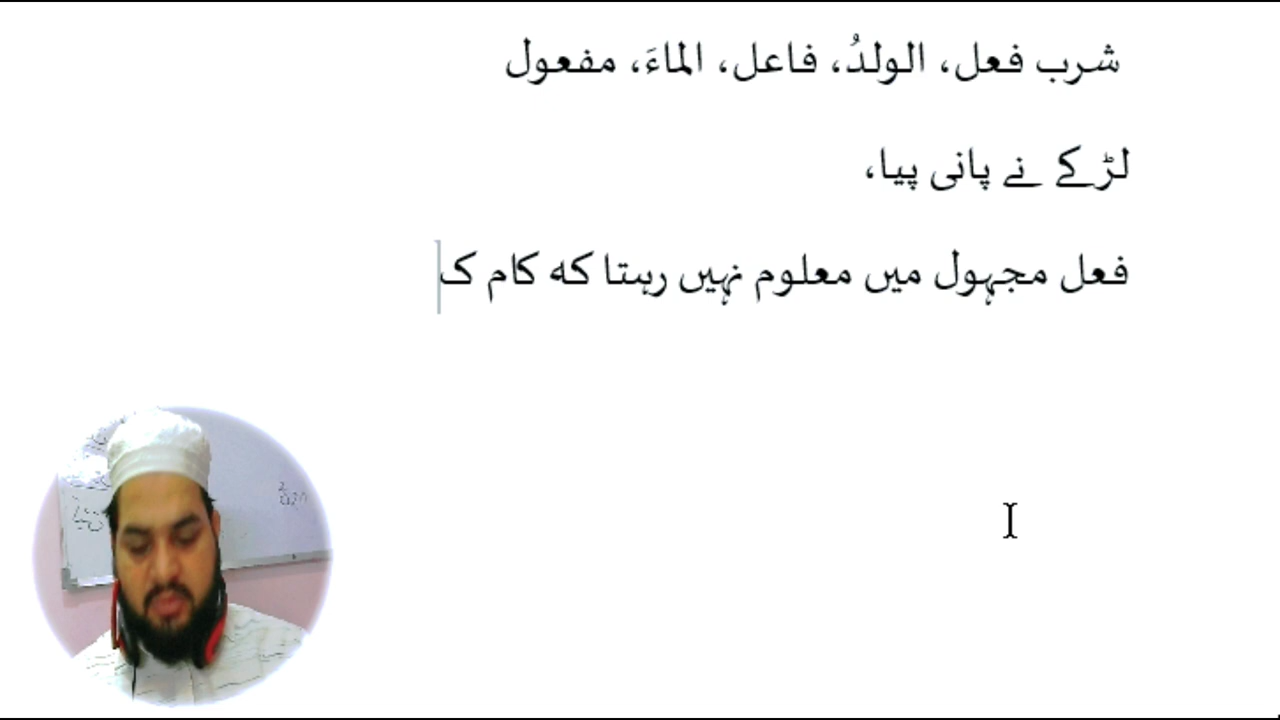 شرب فعل، الولدُ، فاعل، الماءَ، مفعول
لڑکے نے پانی پیا،
فعل مجہول میں معلوم نہیں رہتا کہ کام ک